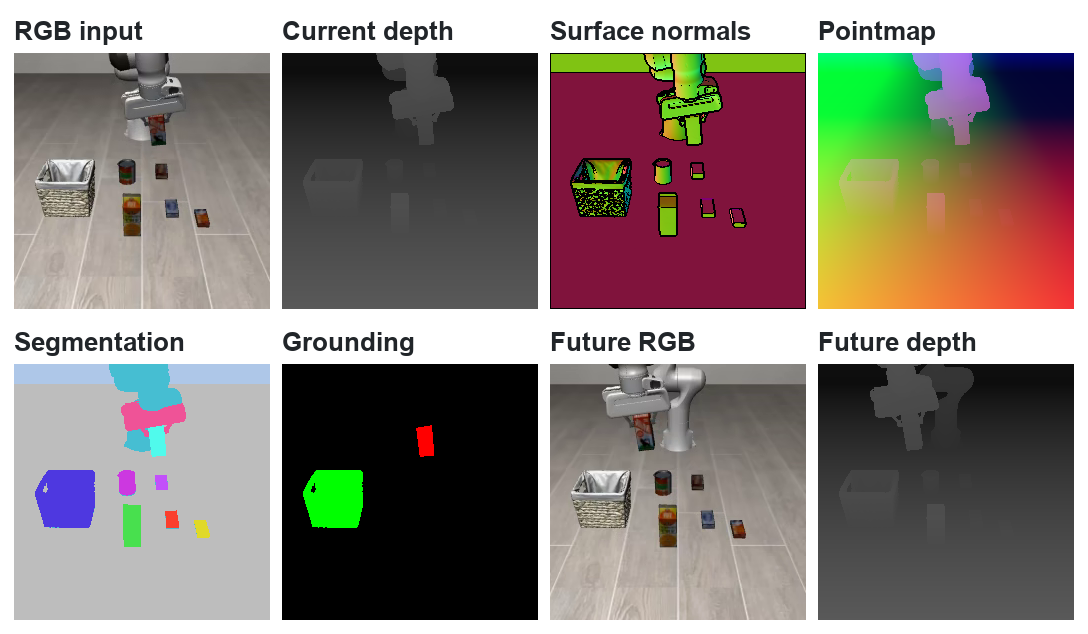 RGB input
Current depth
Surface normals
Pointmap
Segmentation
Grounding
Future RGB
Future depth